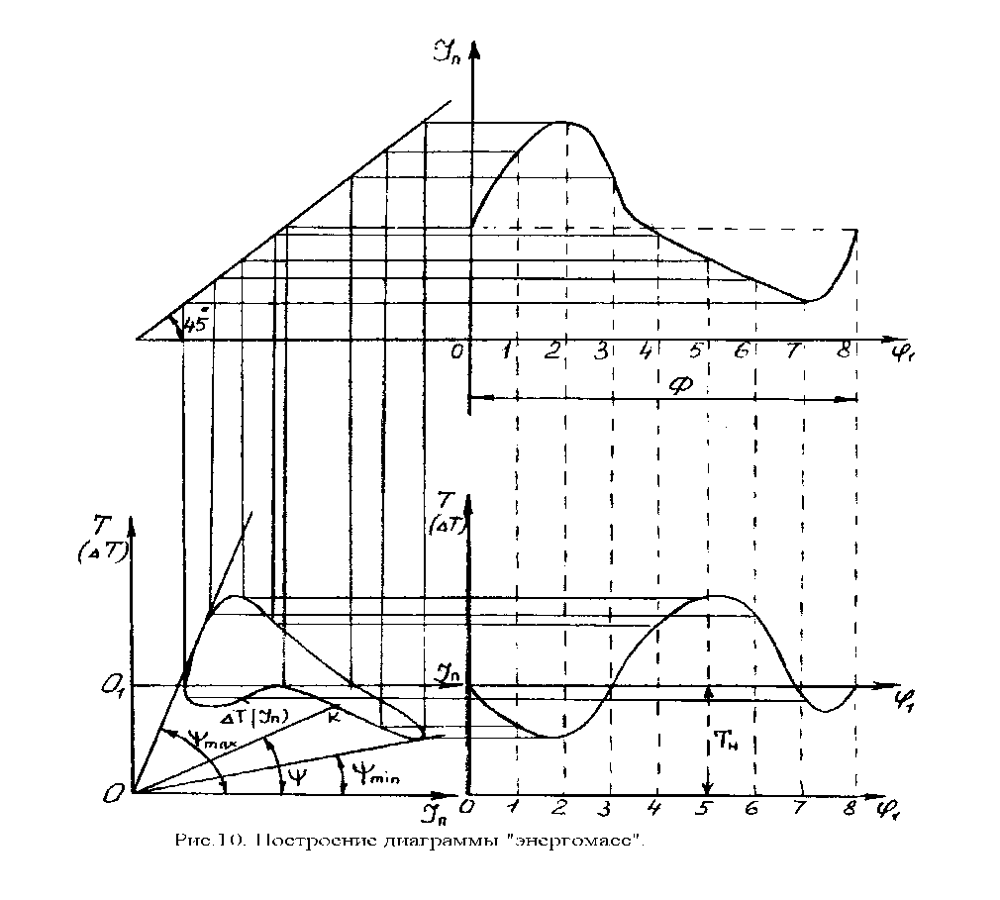 Jп
45°
0 1 2 3 4 5 6 7 8 φ₁
Ф
T
(ΔT)
T
(ΔT)
O₁
Jп
φ₁
ΔT(Jп)
K
Tн
Ψmax
Ψ
Ψmin
O
Jп
0 1 2 3 4 5 6 7 8 φ₁
Рис.10. Построение диаграммы "энергомасс".